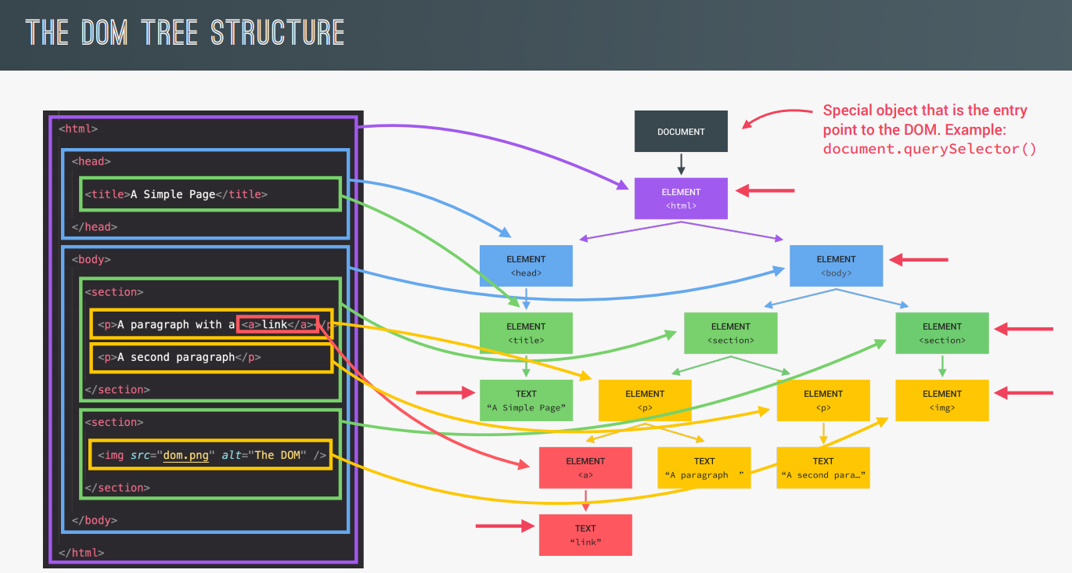 THE DOM TREE STRUCTURE
<html>
<head>
<title>A Simple Page</title>
</head>
<body>
<section>
<p>A paragraph with a <a>link</a></p
<p>A second paragraph</p>
</section>
<section>
<img src="dom.png" alt="The DOM" />
</section>
</body>
</html>
DOCUMENT
Special object that is the entry
point to the DOM. Example:
document.querySelector()
ELEMENT
<html>
ELEMENT
<head>
ELEMENT
<body>
ELEMENT
<title>
ELEMENT
<section>
ELEMENT
<section>
TEXT
“A Simple Page”
ELEMENT
<p>
ELEMENT
<p>
ELEMENT
<img>
ELEMENT
<a>
TEXT
“A paragraph ”
TEXT
“A second para…”
TEXT
“link”